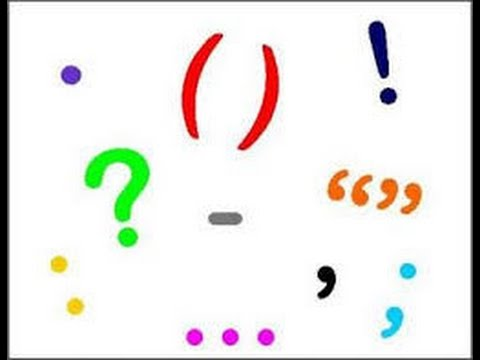 . ( ) !
? - “”
: , ;
...